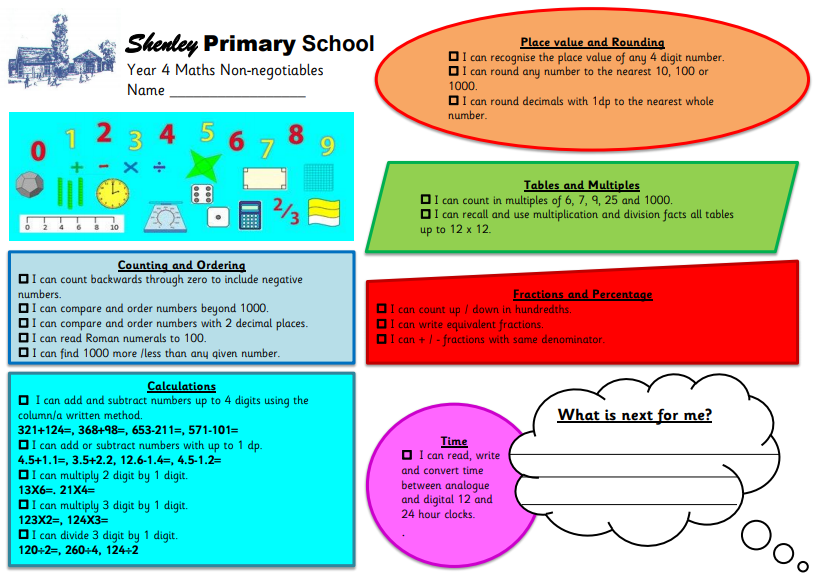 Shenley Primary School
Year 4 Maths Non-negotiables
Name _________________
0 1 2 3 4 5 6 7 8 9
+ - × ÷
0 2 4 6 8 10
2/3
Counting and Ordering
I can count backwards through zero to include negative
numbers.
I can compare and order numbers beyond 1000.
I can compare and order numbers with 2 decimal places.
I can read Roman numerals to 100.
I can find 1000 more /less than any given number.
Calculations
I can add and subtract numbers up to 4 digits using the
column/a written method.
321+124=, 368+98=, 653-211=, 571-101=
I can add or subtract numbers with up to 1 dp.
4.5+1.1=, 3.5+2.2, 12.6-1.4=, 4.5-1.2=
I can multiply 2 digit by 1 digit.
13X6=. 21X4=
I can multiply 3 digit by 1 digit.
123X2=, 124X3=
I can divide 3 digit by 1 digit.
120÷2=, 260÷4, 124÷2
Place value and Rounding
I can recognise the place value of any 4 digit number.
I can round any number to the nearest 10, 100 or
1000.
I can round decimals with 1dp to the nearest whole
number.
Tables and Multiples
I can count in multiples of 6, 7, 9, 25 and 1000.
I can recall and use multiplication and division facts all tables
up to 12 x 12.
Fractions and Percentage
I can count up / down in hundredths.
I can write equivalent fractions.
I can + / - fractions with same denominator.
Time
I can read, write
and convert time
between analogue
and digital 12 and
24 hour clocks.
.
What is next for me?